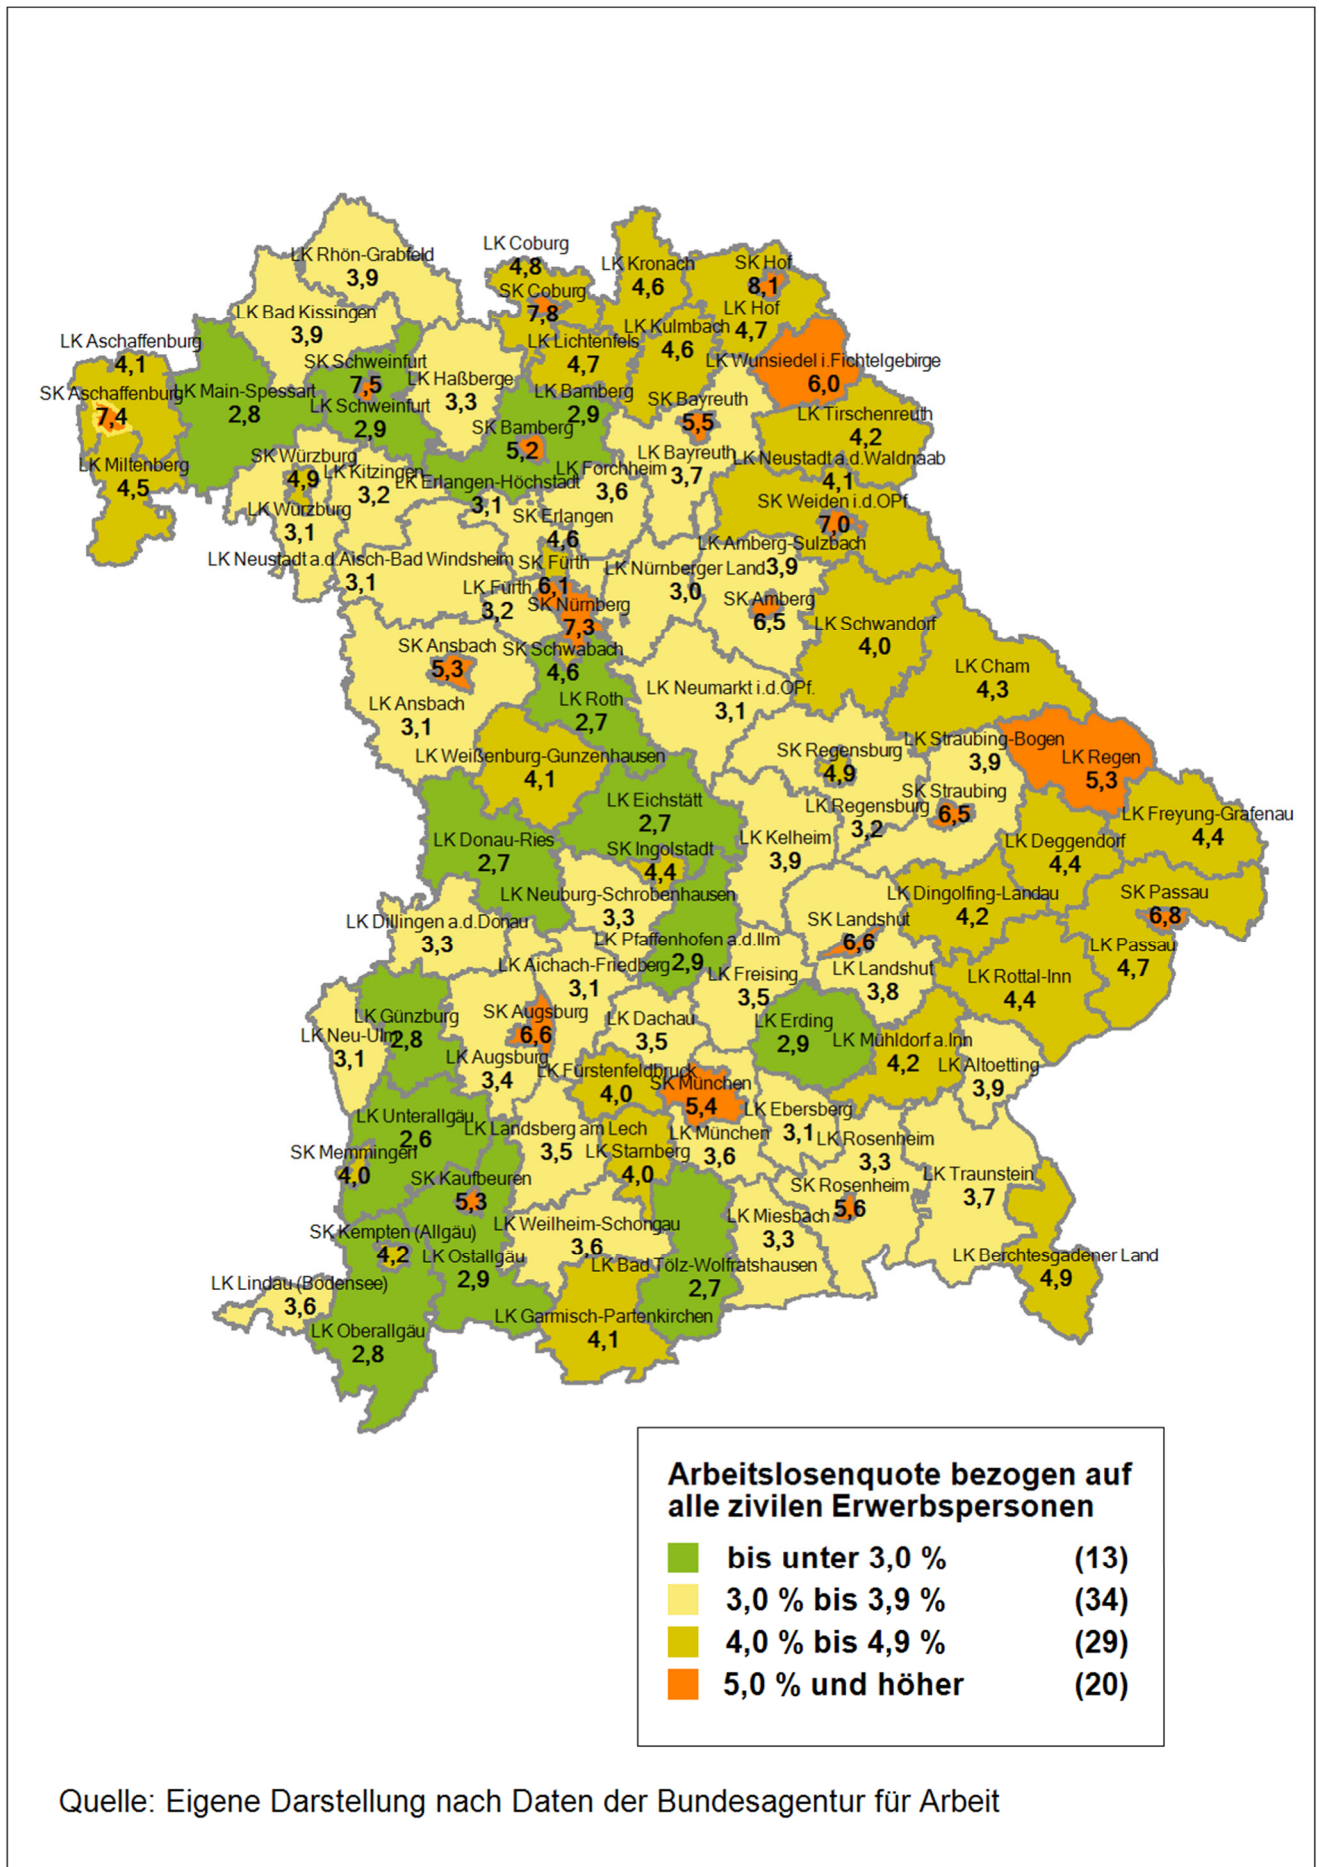 LK Rhön-Grabfeld
3,9
LK Coburg
4,8
SK Coburg
7,8
LK Kronach
4,6
SK Hof
8,1
LK Hof
4,7
LK Bad Kissingen
3,9
LK Kulmbach
4,6
LK Lichtenfels
4,7
LK Aschaffenburg
4,1
SK Aschaffenburg
7,4
LK Main-Spessart
2,8
SK Schweinfurt
7,5
LK Schweinfurt
2,9
LK Haßberge
3,3
LK Bamberg
2,9
SK Bamberg
5,2
LK Wunsiedel i.Fichtelgebirge
6,0
SK Bayreuth
5,5
LK Bayreuth
3,7
LK Tirschenreuth
4,2
LK Neustadt a.d.Waldnaab
4,1
SK Weiden i.d.OPf.
7,0
LK Miltenberg
4,5
SK Würzburg
4,9
LK Kitzingen
3,2
LK Würzburg
3,1
LK Erlangen-Höchstadt
3,1
LK Forchheim
3,6
SK Erlangen
4,6
LK Neustadt a.d.Aisch-Bad Windsheim
3,1
SK Fürth
6,1
LK Fürth
3,2
SK Nürnberg
7,3
LK Nürnberger Land
3,0
LK Amberg-Sulzbach
3,9
SK Amberg
6,5
LK Schwandorf
4,0
SK Ansbach
5,3
SK Schwabach
4,6
LK Ansbach
3,1
LK Roth
2,7
LK Neumarkt i.d.OPf.
3,1
LK Cham
4,3
LK Weißenburg-Gunzenhausen
4,1
SK Regensburg
4,9
LK Straubing-Bogen
3,9
LK Regen
5,3
LK Eichstätt
2,7
LK Regensburg
3,2
SK Straubing
6,5
LK Freyung-Grafenau
4,4
LK Donau-Ries
2,7
SK Ingolstadt
4,4
LK Kelheim
3,9
LK Deggendorf
4,4
LK Neuburg-Schrobenhausen
3,3
LK Dingolfing-Landau
4,2
SK Passau
6,8
LK Dillingen a.d.Donau
3,3
LK Pfaffenhofen a.d.Ilm
2,9
SK Landshut
6,6
LK Passau
4,7
LK Aichach-Friedberg
3,1
LK Freising
3,5
LK Landshut
3,8
LK Rottal-Inn
4,4
LK Günzburg
2,8
SK Augsburg
6,6
LK Dachau
3,5
LK Erding
2,9
LK Mühldorf a.Inn
4,2
LK Neu-Ulm
3,1
LK Augsburg
3,4
LK Fürstenfeldbruck
4,0
SK München
5,4
LK Altoetting
3,9
LK Unterallgäu
2,6
LK Landsberg am Lech
3,5
LK Starnberg
4,0
LK München
3,6
LK Ebersberg
3,1
LK Rosenheim
3,3
SK Memmingen
4,0
SK Kaufbeuren
5,3
SK Rosenheim
5,6
LK Traunstein
3,7
LK Miesbach
3,3
SK Kempten (Allgäu)
4,2
LK Weilheim-Schongau
3,6
LK Ostallgäu
2,9
LK Bad Tölz-Wolfratshausen
2,7
LK Berchtesgadener Land
4,9
LK Lindau (Bodensee)
3,6
LK Oberallgäu
2,8
LK Garmisch-Partenkirchen
4,1
Arbeitslosenquote bezogen auf
alle zivilen Erwerbspersonen
bis unter 3,0 % (13)
3,0 % bis 3,9 % (34)
4,0 % bis 4,9 % (29)
5,0 % und höher (20)
Quelle: Eigene Darstellung nach Daten der Bundesagentur für Arbeit